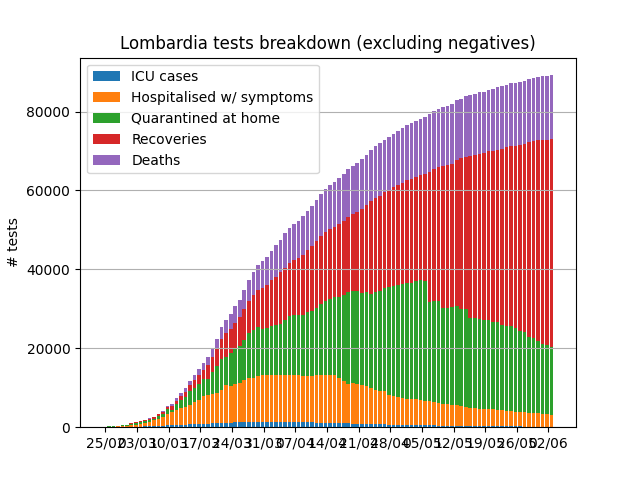 Lombardia tests breakdown (excluding negatives)
ICU cases
Hospitalised w/ symptoms
Quarantined at home
Recoveries
Deaths
# tests
80000
60000
40000
20000
0
25/02 03/03 10/03 17/03 24/03 31/03 07/04 14/04 21/04 28/04 05/05 12/05 19/05 26/05 02/06